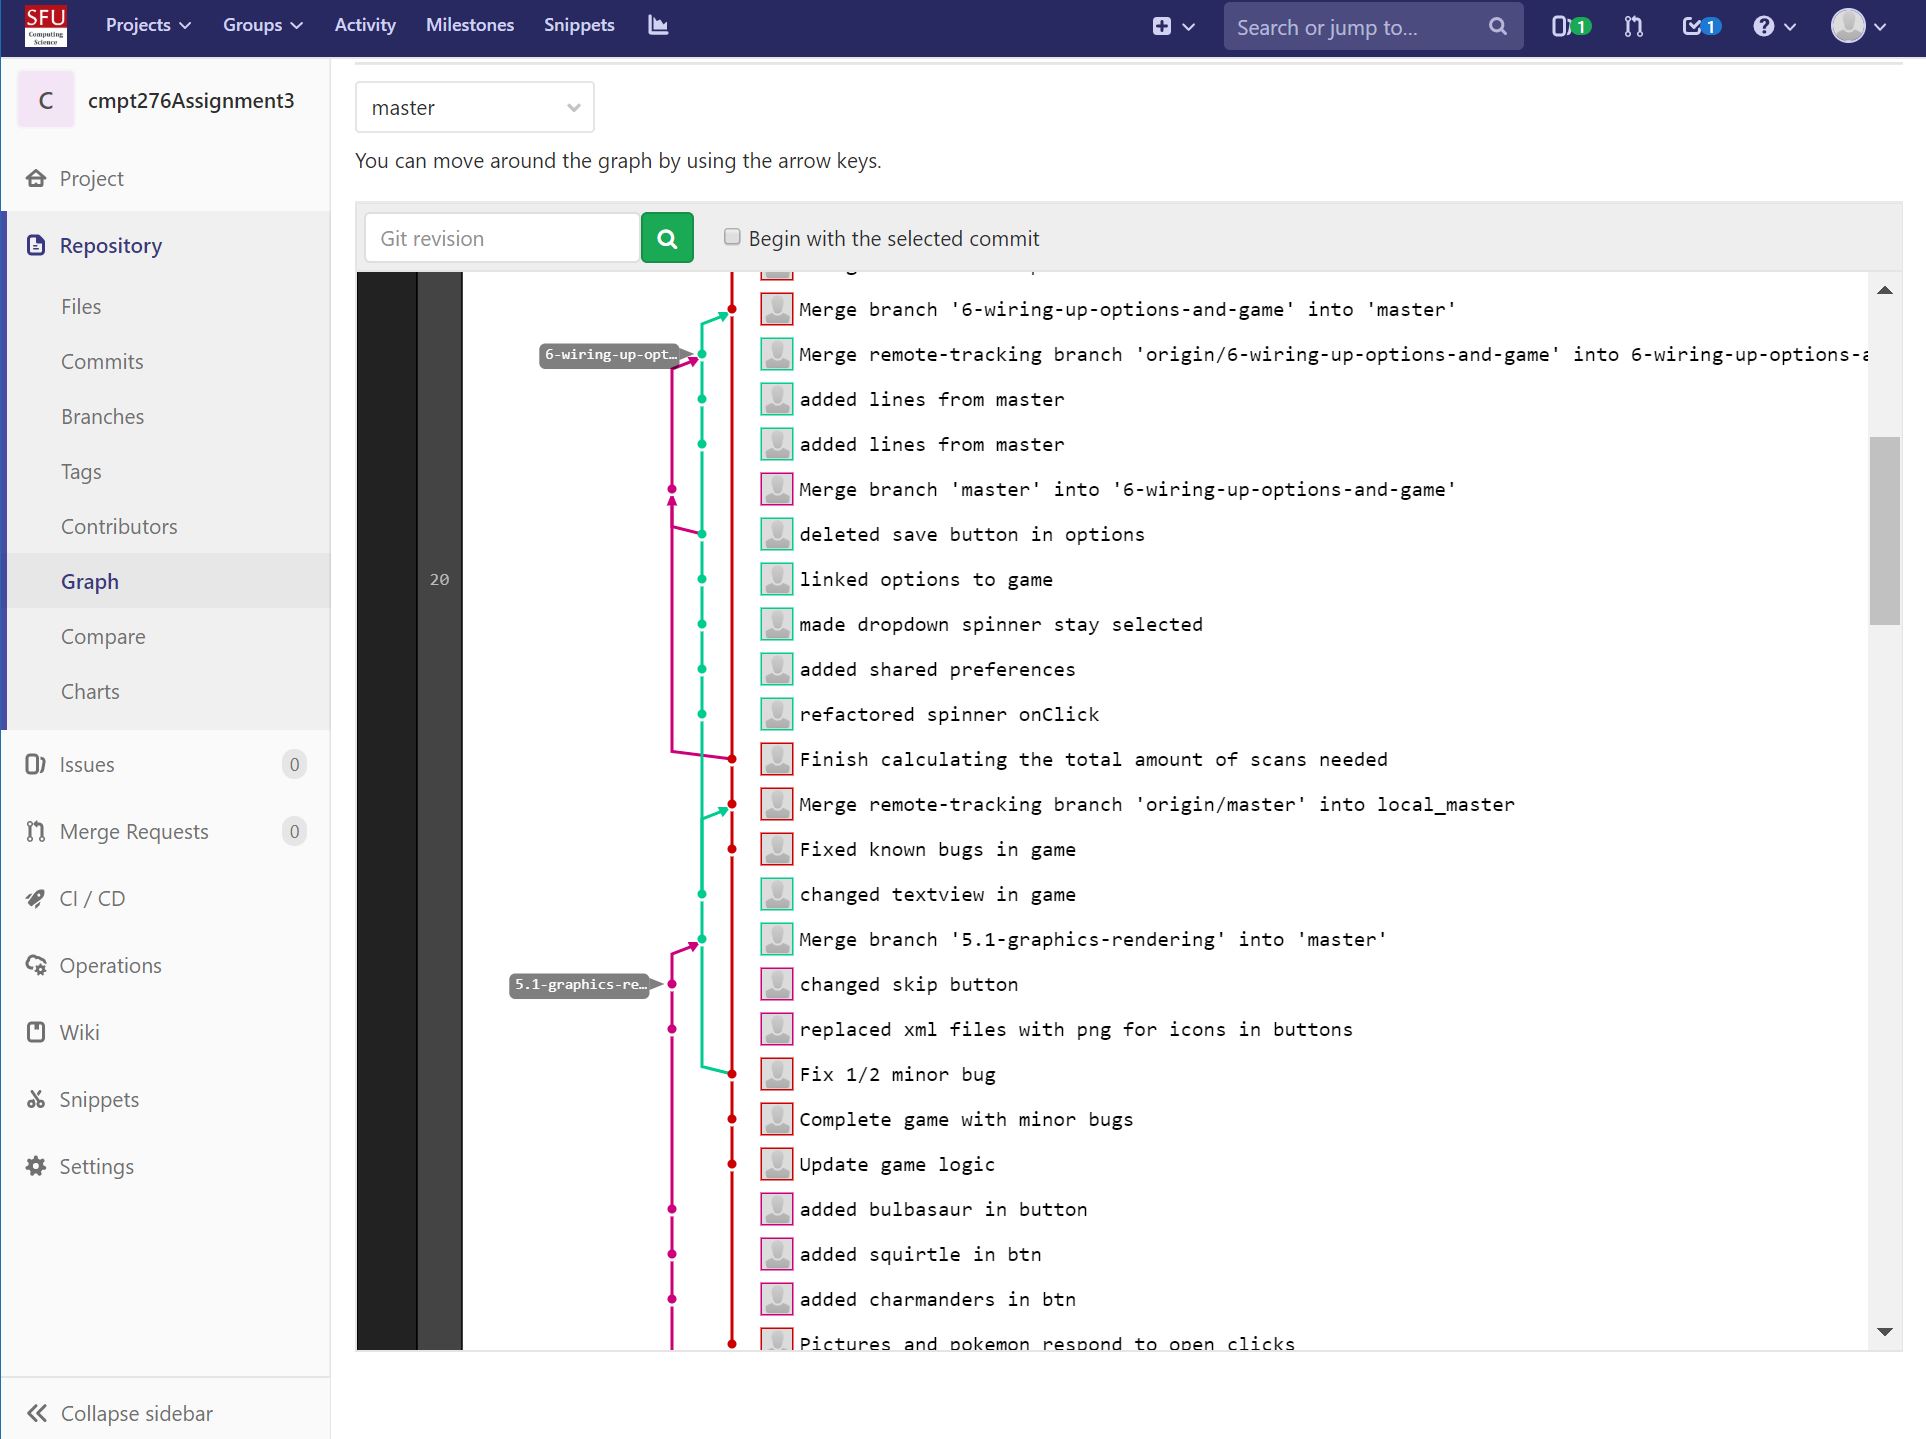 SFU
Computing
Science
Projects
Groups
Activity
Milestones
Snippets
Search or jump to...
1
1
C
cmpt276Assignment3
Project
Repository
Files
Commits
Branches
Tags
Contributors
Graph
Compare
Charts
Issues 0
Merge Requests 0
CI / CD
Operations
Wiki
Snippets
Settings
Collapse sidebar
master
You can move around the graph by using the arrow keys.
Git revision
Begin with the selected commit
Merge branch '6-wiring-up-options-and-game' into 'master'
6-wiring-up-opt…
Merge remote-tracking branch 'origin/6-wiring-up-options-and-game' into 6-wiring-up-options-a
added lines from master
added lines from master
Merge branch 'master' into '6-wiring-up-options-and-game'
deleted save button in options
20
linked options to game
made dropdown spinner stay selected
added shared preferences
refactored spinner onClick
Finish calculating the total amount of scans needed
Merge remote-tracking branch 'origin/master' into local_master
Fixed known bugs in game
changed textview in game
Merge branch '5.1-graphics-rendering' into 'master'
5.1-graphics-re…
changed skip button
replaced xml files with png for icons in buttons
Fix 1/2 minor bug
Complete game with minor bugs
Update game logic
added bulbasaur in button
added squirtle in btn
added charmanders in btn
Pictures and pokemon respond to open clicks